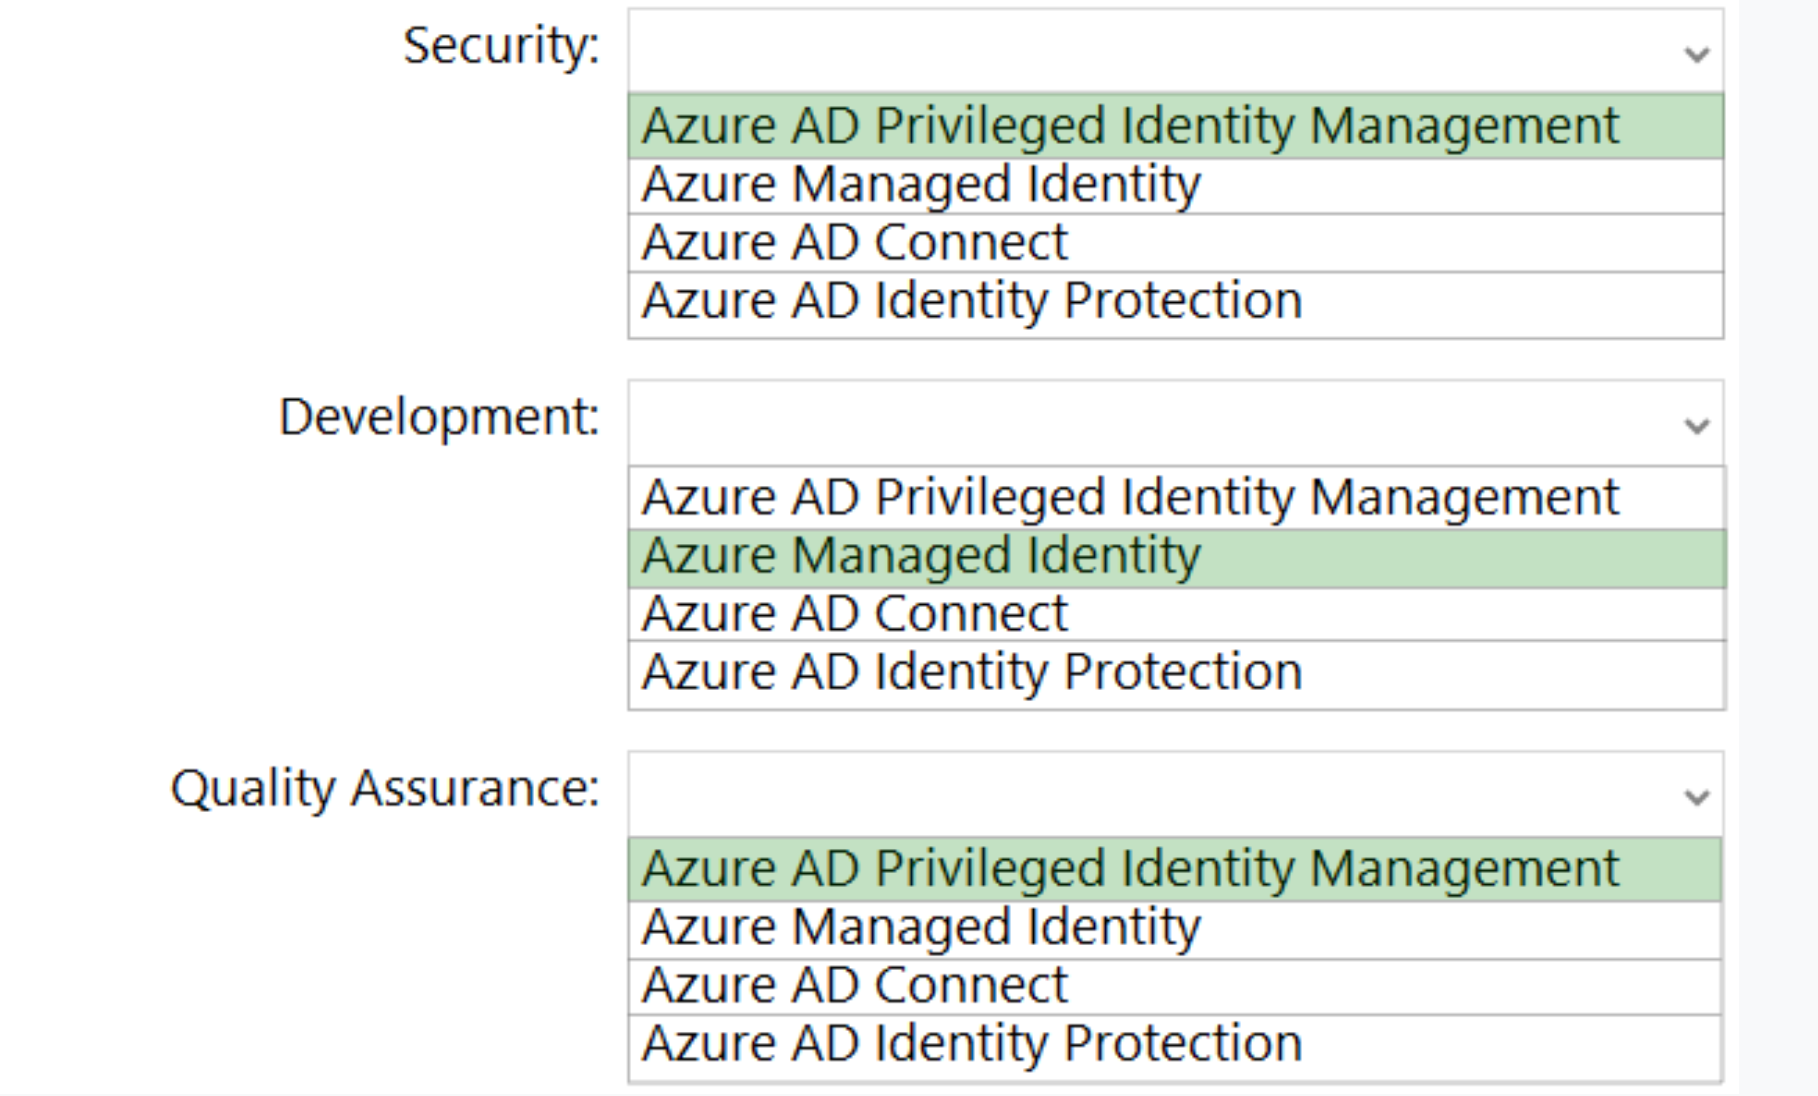 Security:
Azure AD Privileged Identity Management
Azure Managed Identity
Azure AD Connect
Azure AD Identity Protection
Development:
Azure AD Privileged Identity Management
Azure Managed Identity
Azure AD Connect
Azure AD Identity Protection
Quality Assurance:
Azure AD Privileged Identity Management
Azure Managed Identity
Azure AD Connect
Azure AD Identity Protection